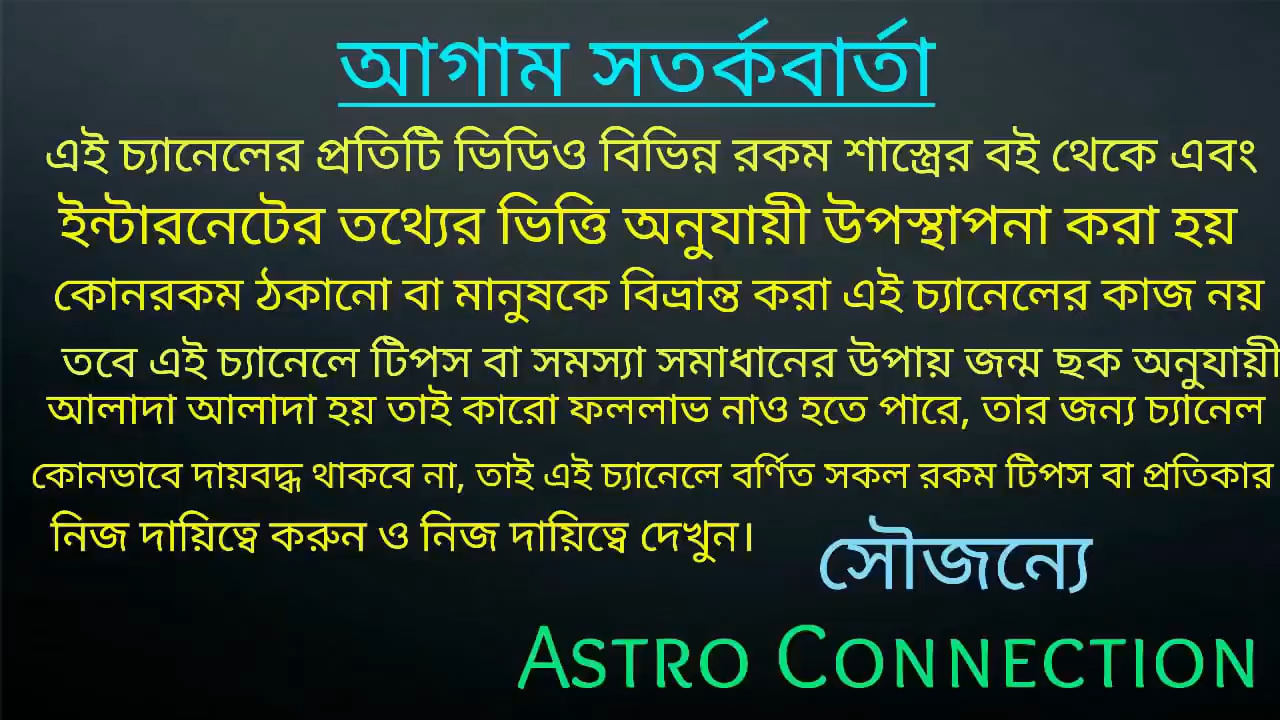 আগাম সতর্কবার্তা
এই চ্যানেলের প্রতিটি ভিডিও বিভিন্ন রকম শাস্ত্রের বই থেকে এবং
ইন্টারনেটের তথ্যের ভিত্তি অনুযায়ী উপস্থাপনা করা হয়
কোনরকম ঠকানো বা মানুষকে বিভ্রান্ত করা এই চ্যানেলের কাজ নয়
তবে এই চ্যানেলে টিপস বা সমস্যা সমাধানের উপায় জন্ম ছক অনুযায়ী
আলাদা আলাদা হয় তাই কারো ফললাভ নাও হতে পারে, তার জন্য চ্যানেল
কোনভাবে দায়বদ্ধ থাকবে না, তাই এই চ্যানেলে বর্ণিত সকল রকম টিপস বা প্রতিকার
নিজ দায়িত্বে করুন ও নিজ দায়িত্বে দেখুন।
সৌজন্যে
ASTRO CONNECTION